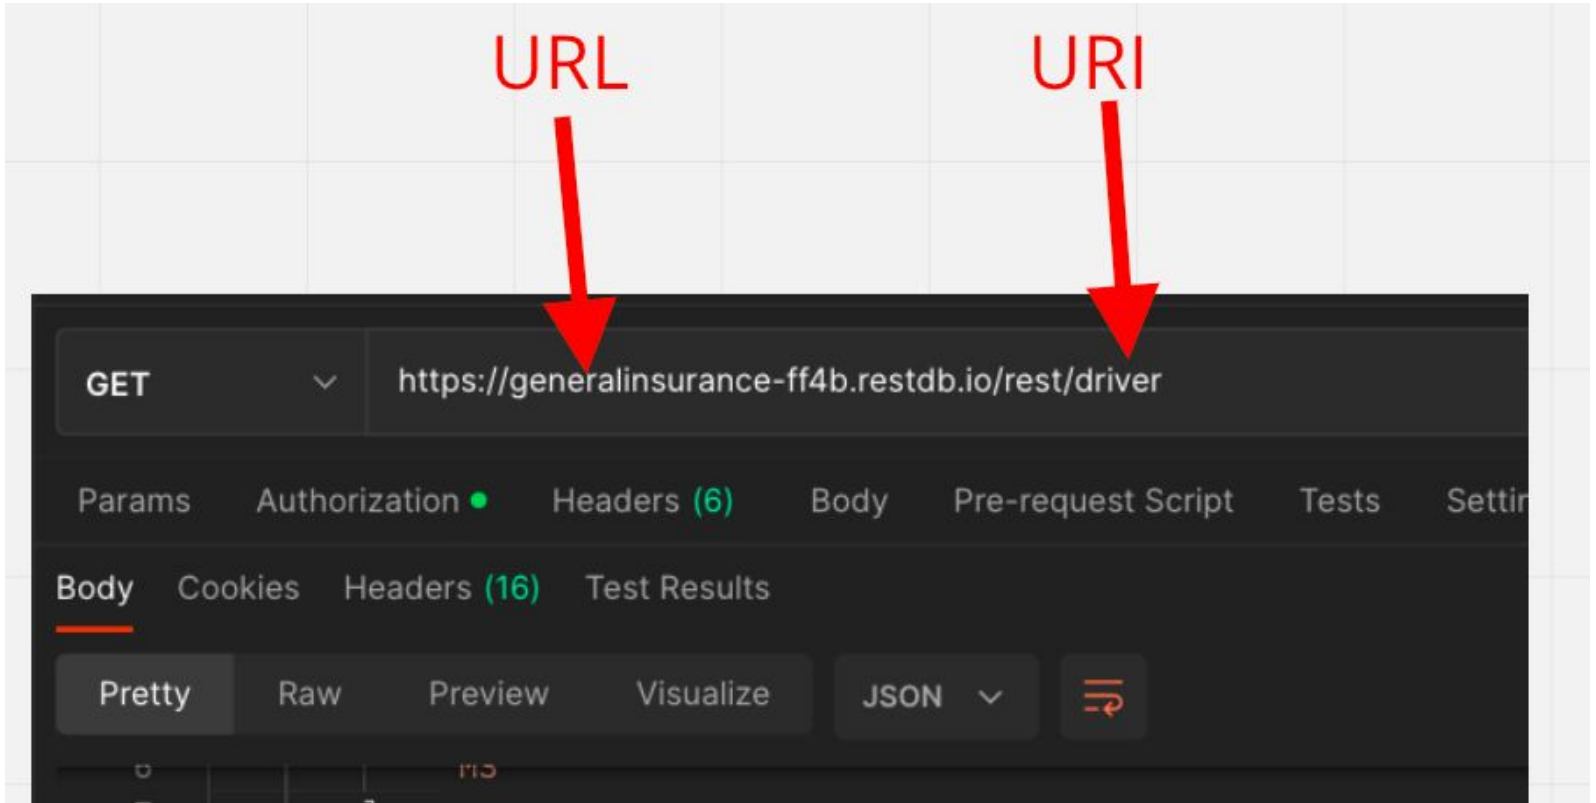 URL URI
GET https://generalinsurance-ff4b.restdb.io/rest/driver
Params Authorization Headers (6) Body Pre-request Script Tests Settin
Body Cookies Headers (16) Test Results
Pretty Raw Preview Visualize JSON